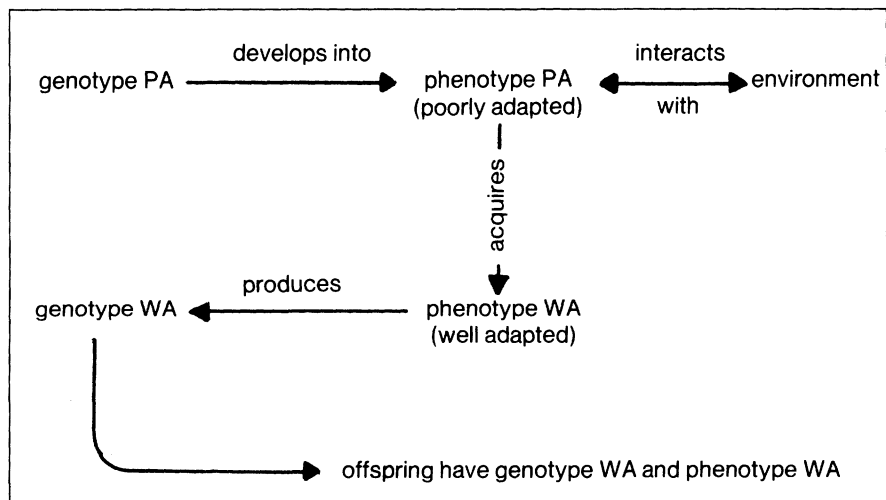 develops into
interacts
genotype PA
phenotype PA
environment
(poorly adapted)
with
acquires
produces
genotype WA
phenotype WA
(well adapted)
offspring have genotype WA and phenotype WA